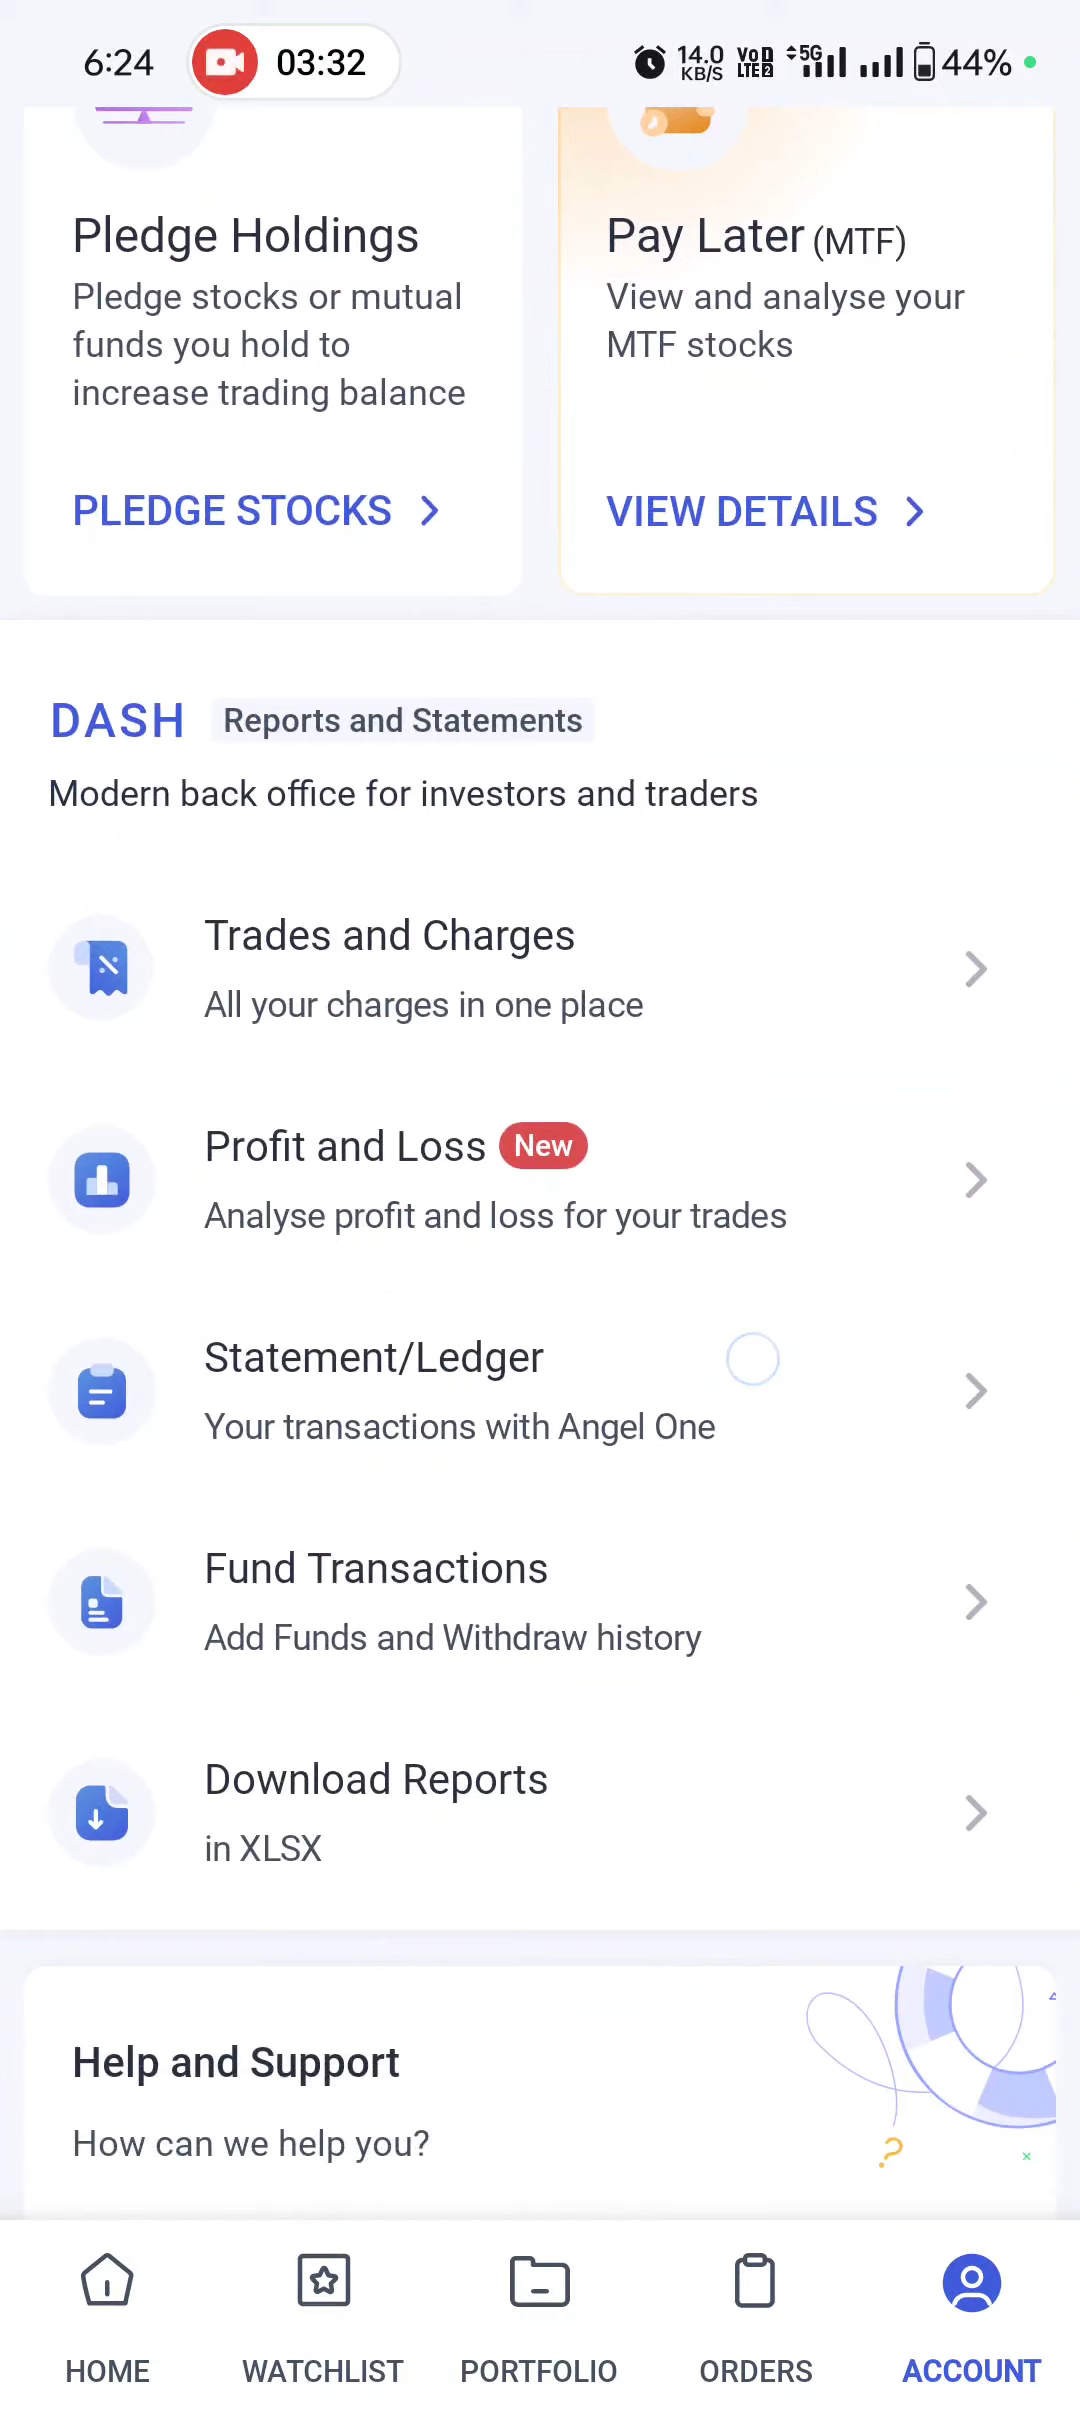 6:24
03:32
14.0
KB/S
VoD
LTE 2
5G
44%
Pledge Holdings
Pledge stocks or mutual
funds you hold to
increase trading balance
PLEDGE STOCKS
Pay Later (MTF)
View and analyse your
MTF stocks
VIEW DETAILS
DASH Reports and Statements
Modern back office for investors and traders
Trades and Charges
All your charges in one place
Profit and Loss New
Analyse profit and loss for your trades
Statement/Ledger
Your transactions with Angel One
Fund Transactions
Add Funds and Withdraw history
Download Reports
in XLSX
Help and Support
How can we help you?
?
HOME
WATCHLIST
PORTFOLIO
ORDERS
ACCOUNT